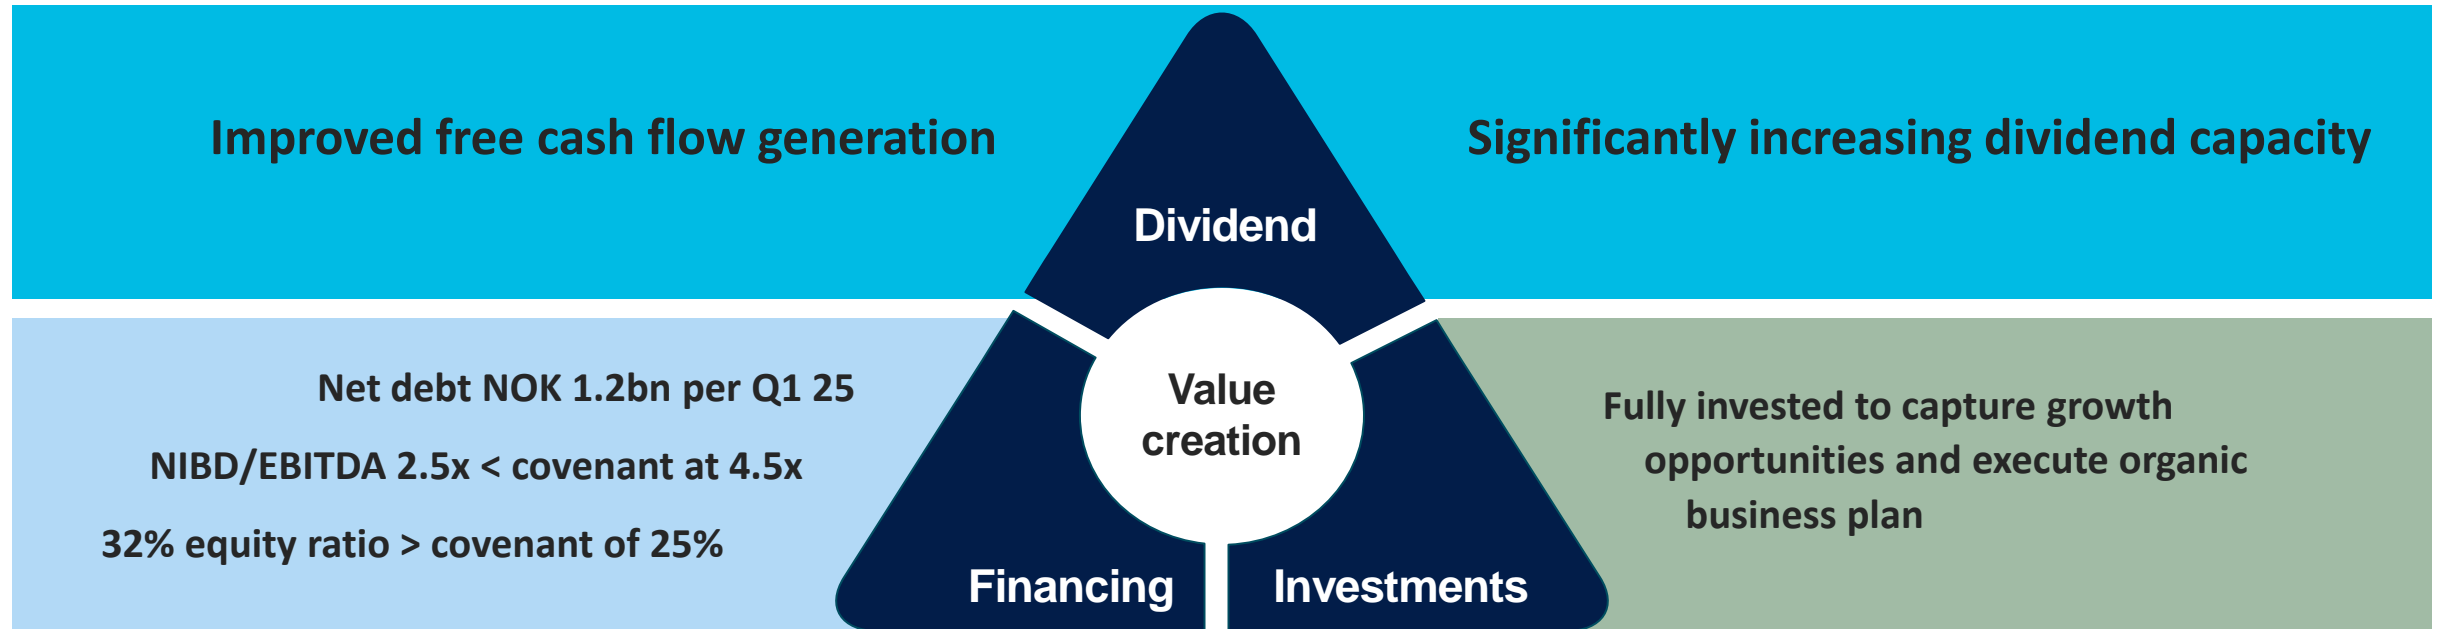 Improved free cash flow generation
Significantly increasing dividend capacity
Dividend
Net debt NOK 1.2bn per Q1 25
NIBD/EBITDA 2.5x < covenant at 4.5x
32% equity ratio > covenant of 25%
Value
creation
Fully invested to capture growth
opportunities and execute organic
business plan
Financing
Investments